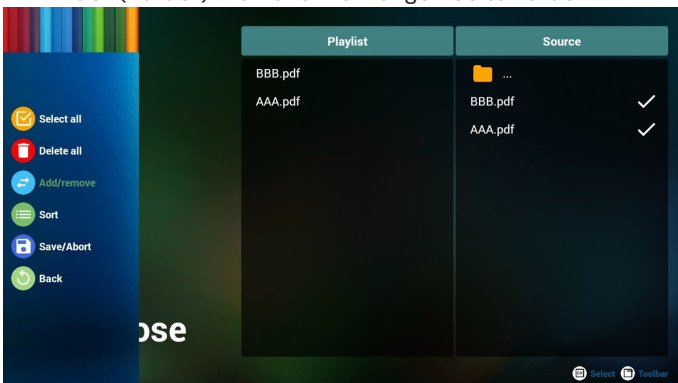 Playlist
Source
BBB.pdf
AAA.pdf
...
BBB.pdf
AAA.pdf
Select all
Delete all
Add/remove
Sort
Save/Abort
Back
ose
Select
Toolbar